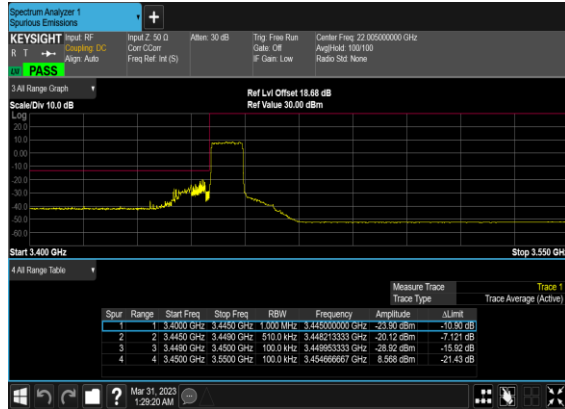 Spectrum Analyzer 1
Spurious Emissions
+
KEYSIGHT Input: RF Input Z: 50 Ω Atten: 30 dB Trig: Free Run Center Freq: 22.005000000 GHz
R T Coupling: DC Corr CCorr Gate: Off Avg|Hold: 100/100
Align: Auto Freq Ref: Int (S) IF Gain: Low Radio Std: None
LV PASS
3 All Range Graph
Ref Lvl Offset 18.68 dB
Scale/Div 10.0 dB Ref Value 30.00 dBm
Log
20.0
10.0
0.00
-10.0
-20.0
-30.0
-40.0
-50.0
-60.0
Start 3.400 GHz Stop 3.550 GHz
4 All Range Table
Measure Trace Trace 1
Trace Type Trace Average (Active)
Spur Range Start Freq Stop Freq RBW Frequency Amplitude ΔLimit
1 1 3.4000 GHz 3.4450 GHz 1.000 MHz 3.445000000 GHz -23.90 dBm -10.90 dB
2 2 3.4450 GHz 3.4490 GHz 510.0 kHz 3.448213333 GHz -20.12 dBm -7.121 dB
3 3 3.4490 GHz 3.4500 GHz 100.0 kHz 3.449953333 GHz -28.92 dBm -15.92 dB
4 4 3.4500 GHz 3.5500 GHz 100.0 kHz 3.454666667 GHz 8.568 dBm -21.43 dB
?
Mar 31, 2023
1:29:20 AM